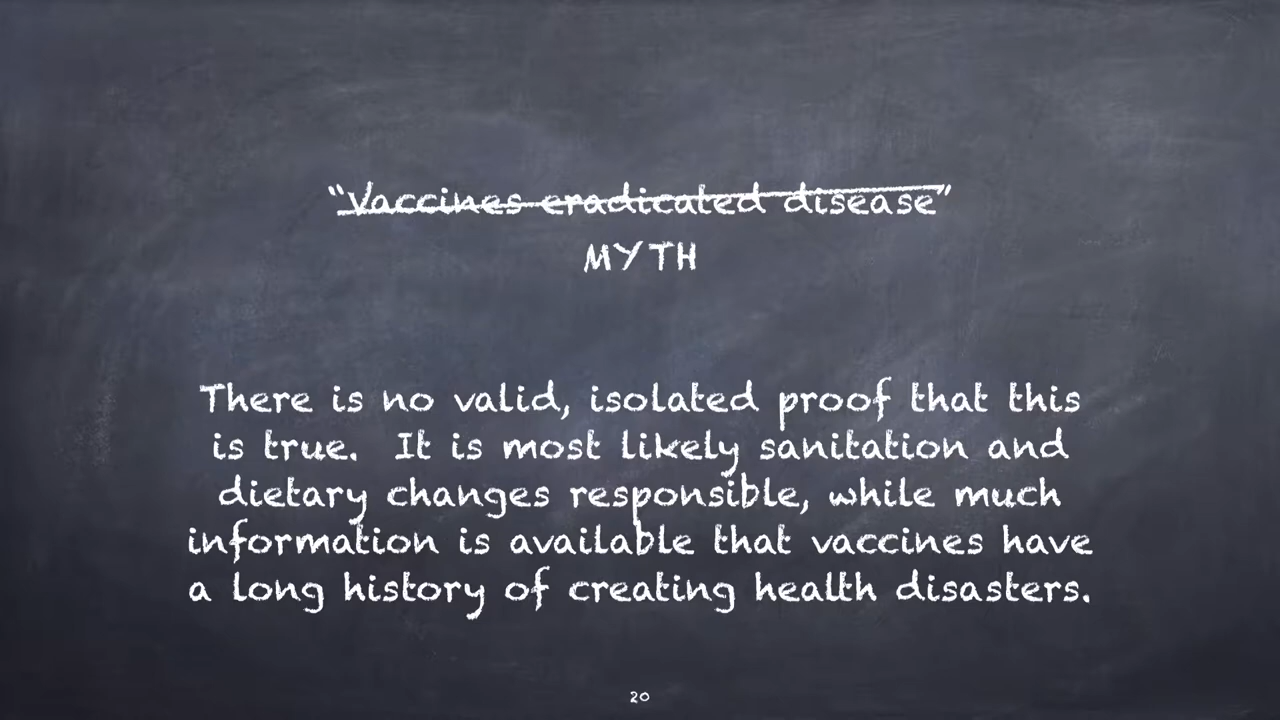 “Vaccines eradicated disease”
MYTH
There is no valid, isolated proof that this
is true. It is most likely sanitation and
dietary changes responsible, while much
information is available that vaccines have
a long history of creating health disasters.
20